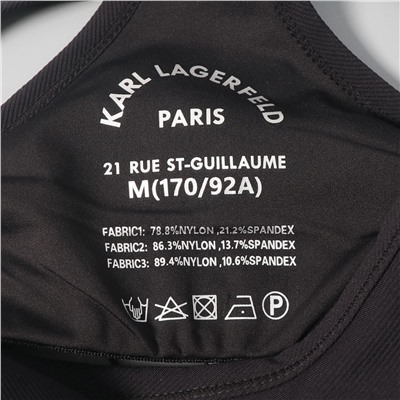 KARL LAGERFELD
PARIS
21 RUE ST-GUILLAUME
M(170/92A)
FABRIC1: 78.8%NYLON ,21.2%SPANDEX
FABRIC2: 86.3%NYLON ,13.7%SPANDEX
FABRIC3: 89.4%NYLON ,10.6%SPANDEX
P